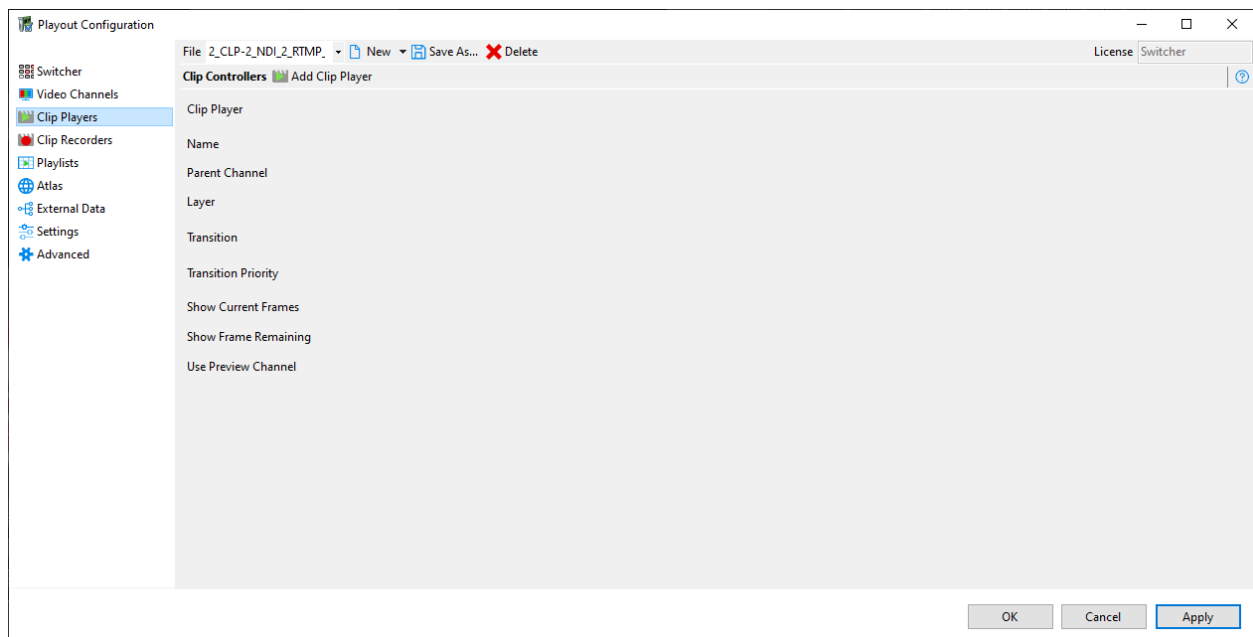 Playout Configuration
File 2_CLP-2_NDI_2_RTMP_ New Save As... Delete License Switcher
Clip Controllers Add Clip Player
Switcher
Video Channels
Clip Players
Clip Recorders
Playlists
Atlas
External Data
Settings
Advanced
Clip Player
Name
Parent Channel
Layer
Transition
Transition Priority
Show Current Frames
Show Frame Remaining
Use Preview Channel
OK Cancel Apply